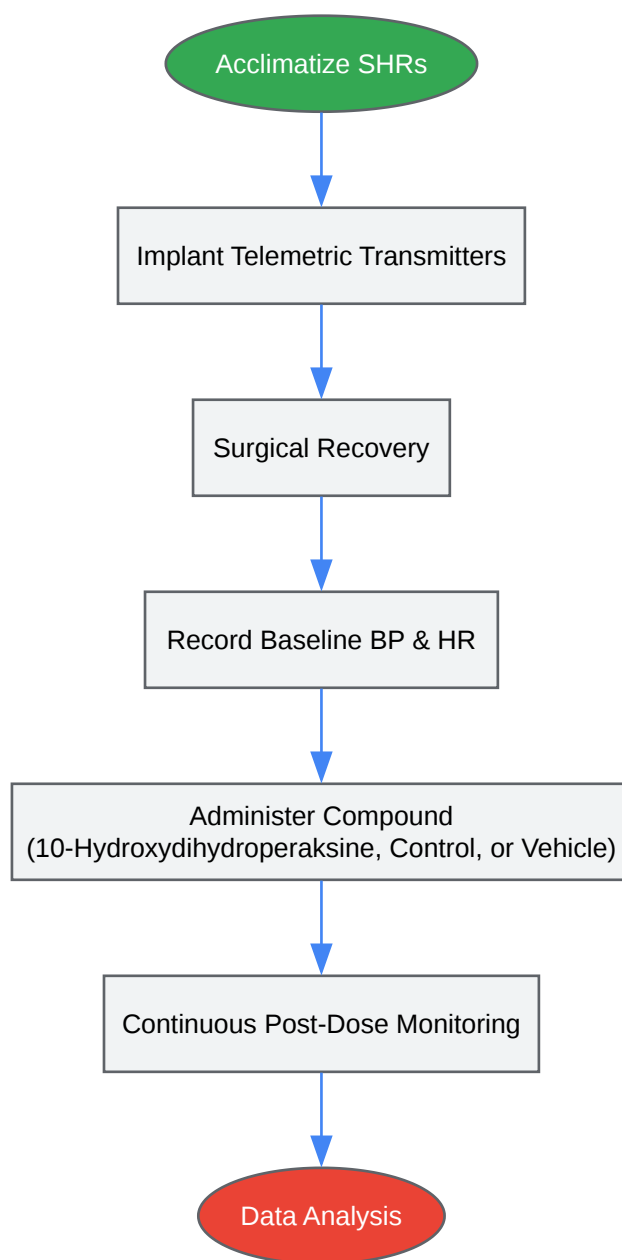 Acclimatize SHRs
Implant Telemetric Transmitters
Surgical Recovery
Record Baseline BP & HR
Administer Compound
(10-Hydroxydihydroperaksine, Control, or Vehicle)
Continuous Post-Dose Monitoring
Data Analysis